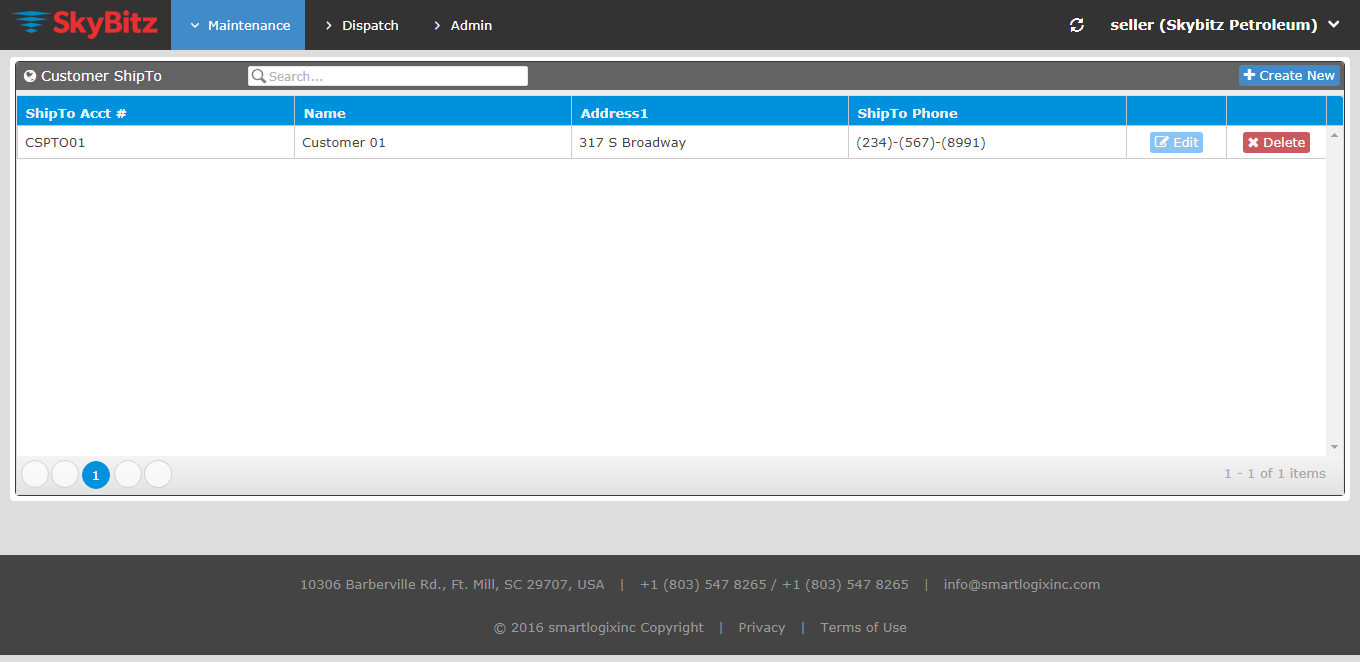 SkyBitz Maintenance Dispatch Admin seller (Skybitz Petroleum)
Customer ShipTo Search... Create New
ShipTo Acct # Name Address1 ShipTo Phone
CSPTO01 Customer 01 317 S Broadway (234)-(567)-(8991) Edit Delete
1 1 - 1 of 1 items
10306 Barberville Rd., Ft. Mill, SC 29707, USA | +1 (803) 547 8265 / +1 (803) 547 8265 | info@smartlogixinc.com
© 2016 smartlogixinc Copyright | Privacy | Terms of Use